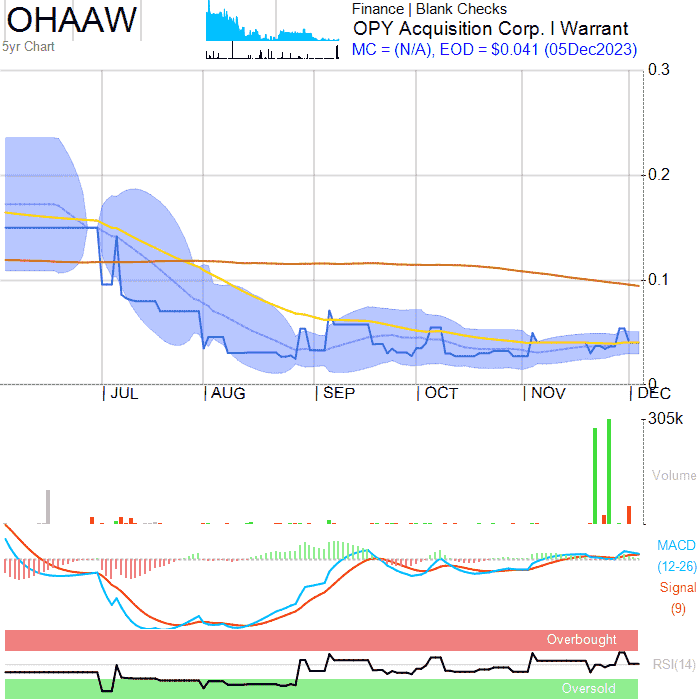 OHAAW
5yr Chart
Finance | Blank Checks
OPY Acquisition Corp. I Warrant
MC = (N/A), EOD = $0.041 (05Dec2023)
0.3
0.2
0.1
0
JUL
AUG
SEP
OCT
NOV
DEC
305k
Volume
MACD
(12-26)
Signal
(9)
Overbought
RSI(14)
Oversold